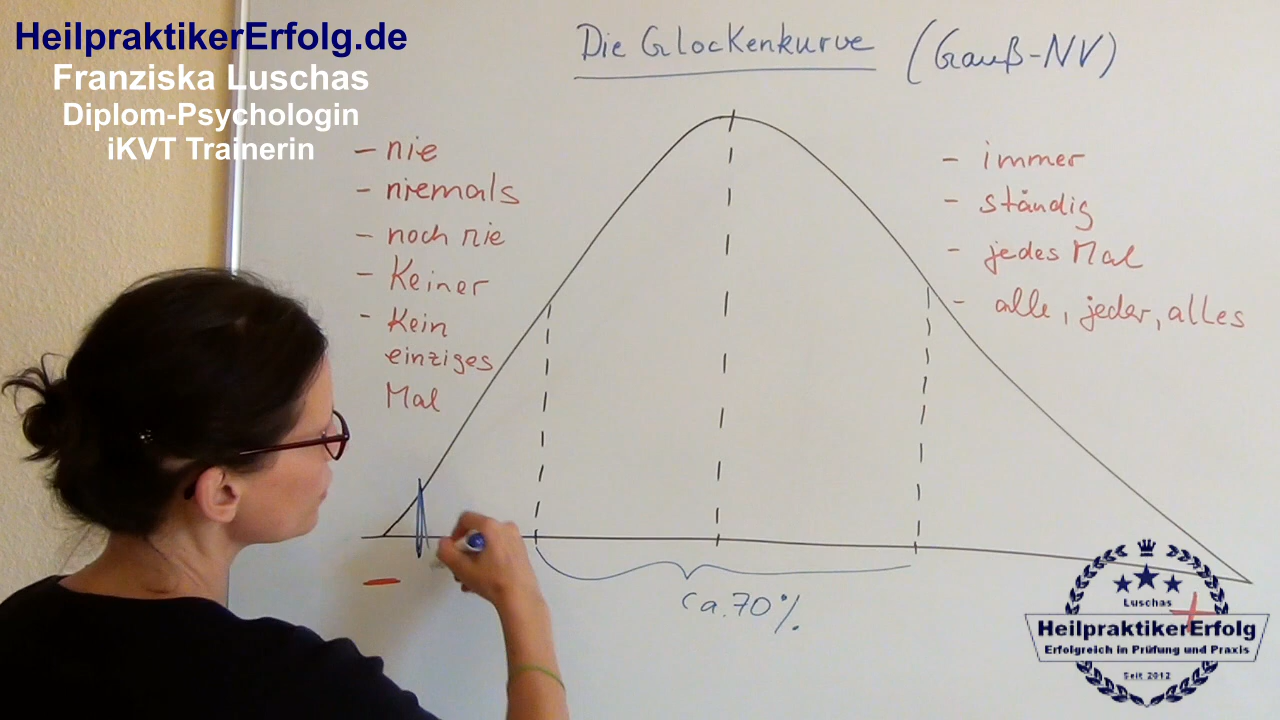 HeilpraktikerErfolg.de
Franziska Luschas
Diplom-Psychologin
iKVT Trainerin
Die Glockenkurve (Gauß-NV)
- nie
- niemals
- noch nie
- Keiner
- Kein
einziges
Mal
- immer
- ständig
- jedes Mal
- alle, jeder, alles
ca. 70%
−
+
Luschas
HeilpraktikerErfolg
Erfolgreich in Prüfung und Praxis
Seit 2012